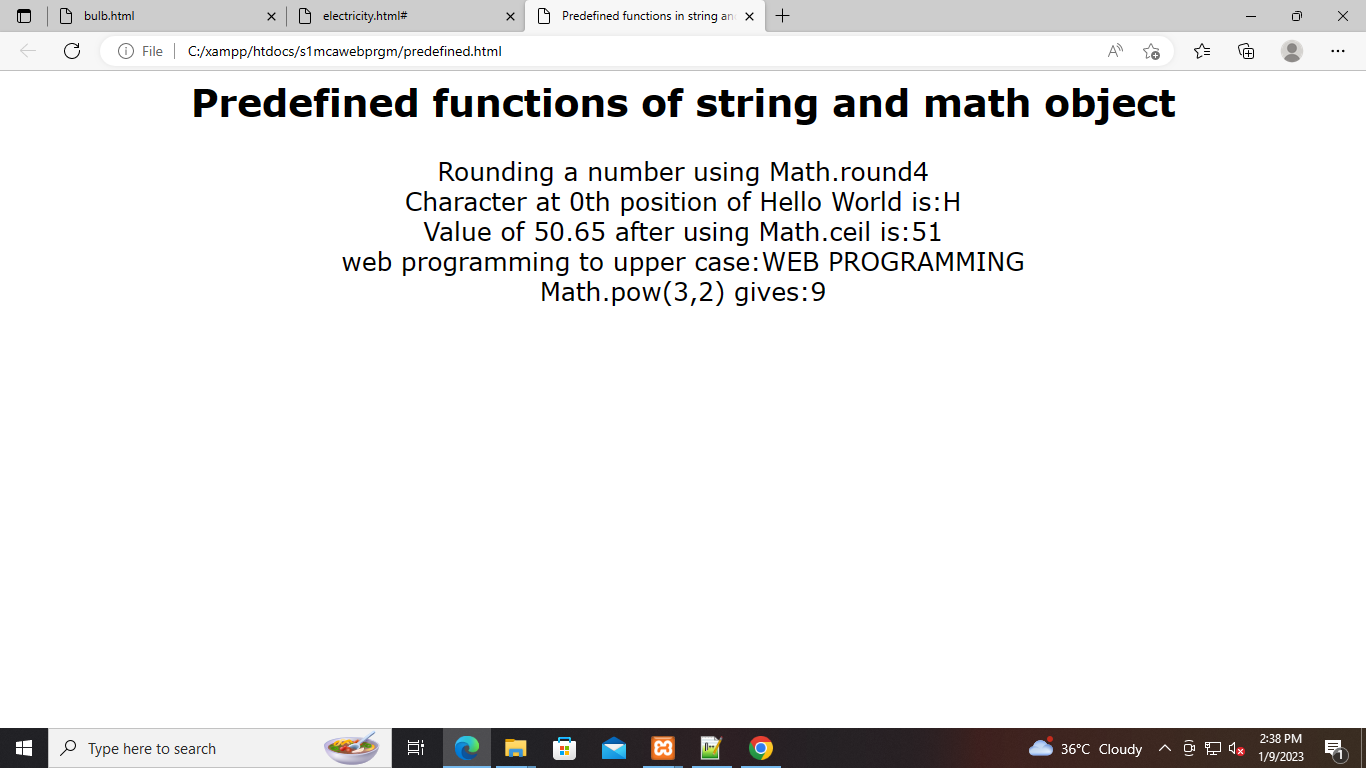 bulb.html
electricity.html#
Predefined functions in string an
File
C:/xampp/htdocs/s1mcawebprgm/predefined.html
Predefined functions of string and math object
Rounding a number using Math.round4
Character at 0th position of Hello World is:H
Value of 50.65 after using Math.ceil is:51
web programming to upper case:WEB PROGRAMMING
Math.pow(3,2) gives:9
Type here to search
36°C Cloudy
2:38 PM
1/9/2023
1